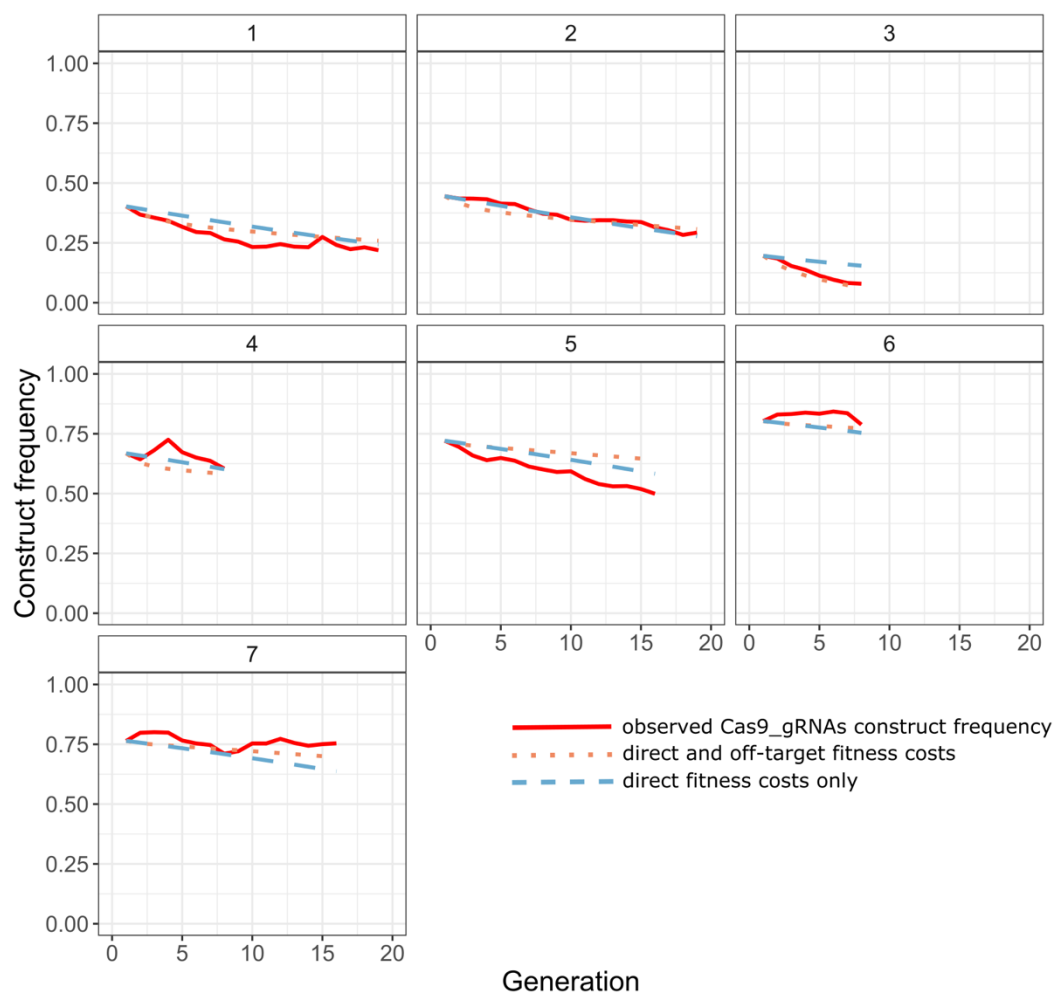 1 2 3
1.00
0.75
0.50
0.25
0.00
4 5 6
1.00
0.75
0.50
0.25
0.00
0 5 10 15 20 0 5 10 15 20
7
1.00
0.75
0.50
0.25
0.00
0 5 10 15 20
Construct frequency
observed Cas9_gRNAs construct frequency
direct and off-target fitness costs
direct fitness costs only
Generation